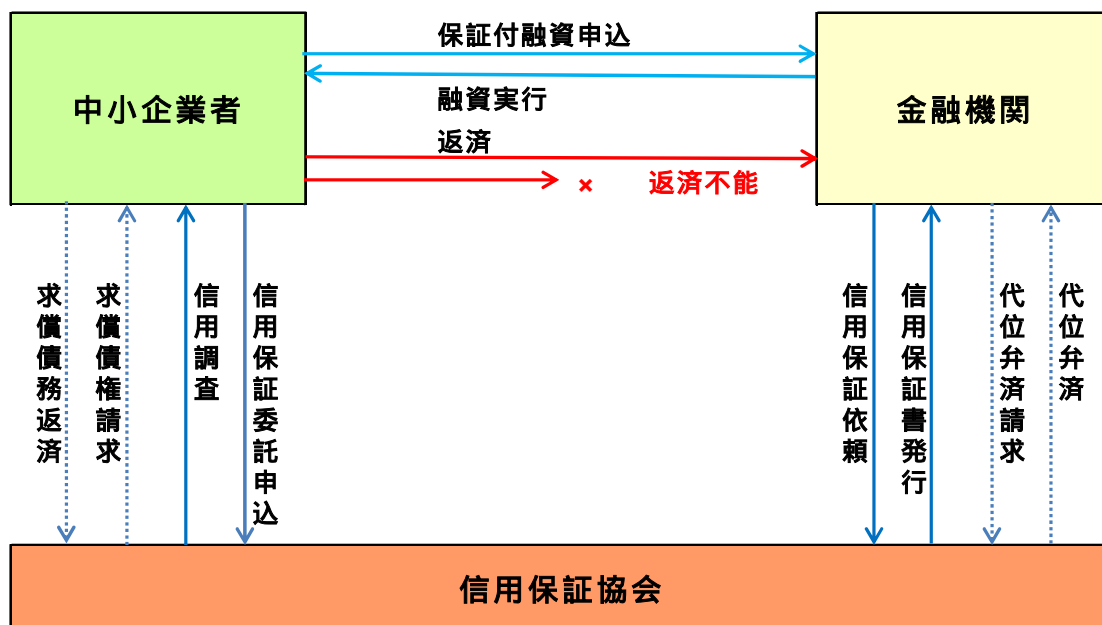 保証付融資申込
中小企業者
金融機関
融資実行
返済
× 返済不能
求償債務返済
求償債権請求
信用調査
信用保証委託申込
信用保証依頼
信用保証書発行
代位弁済請求
代位弁済
信用保証協会